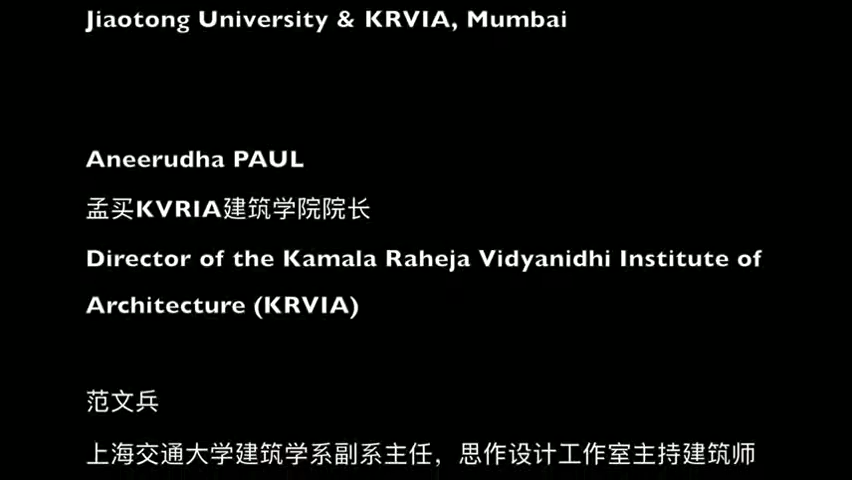 Jiaotong University & KRVIA, Mumbai
Aneerudha PAUL
孟买KVRIA建筑学院院长
Director of the Kamala Raheja Vidyanidhi Institute of
Architecture (KRVIA)
范文兵
上海交通大学建筑学系副系主任，思作设计工作室主持建筑师